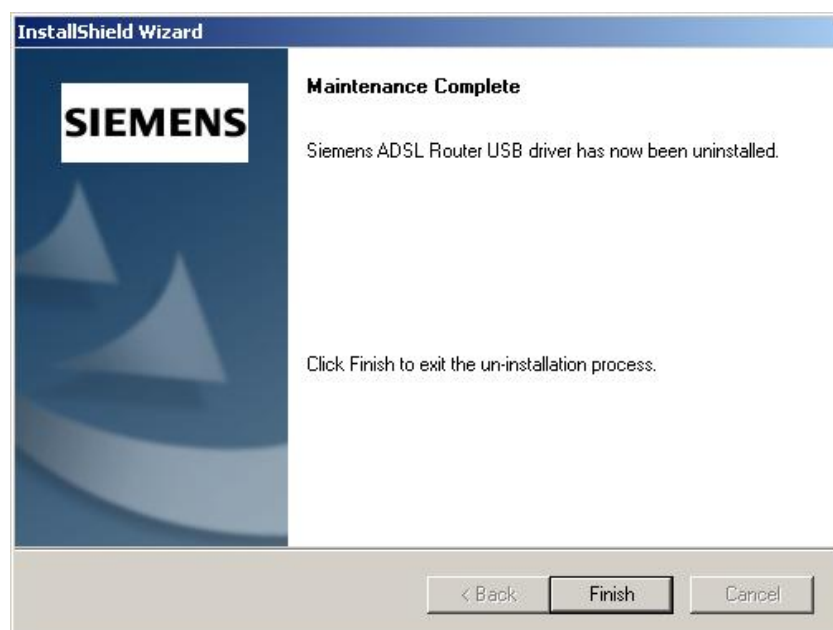 InstallShield Wizard
SIEMENS
Maintenance Complete
Siemens ADSL Router USB driver has now been uninstalled.
Click Finish to exit the un-installation process.
< Back Finish Cancel